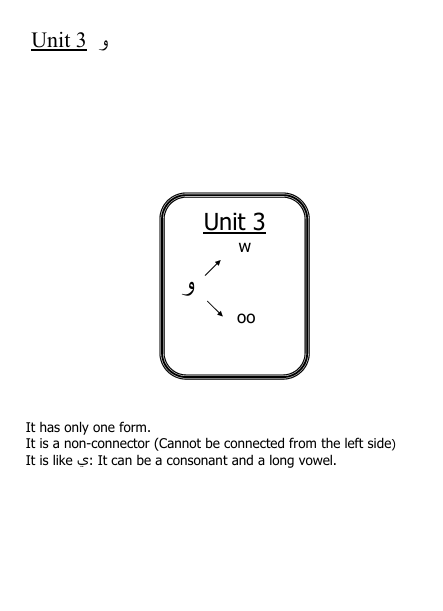 Unit 3 و
Unit 3
w
و
oo
It has only one form.
It is a non-connector (Cannot be connected from the left side)
It is like ي: It can be a consonant and a long vowel.